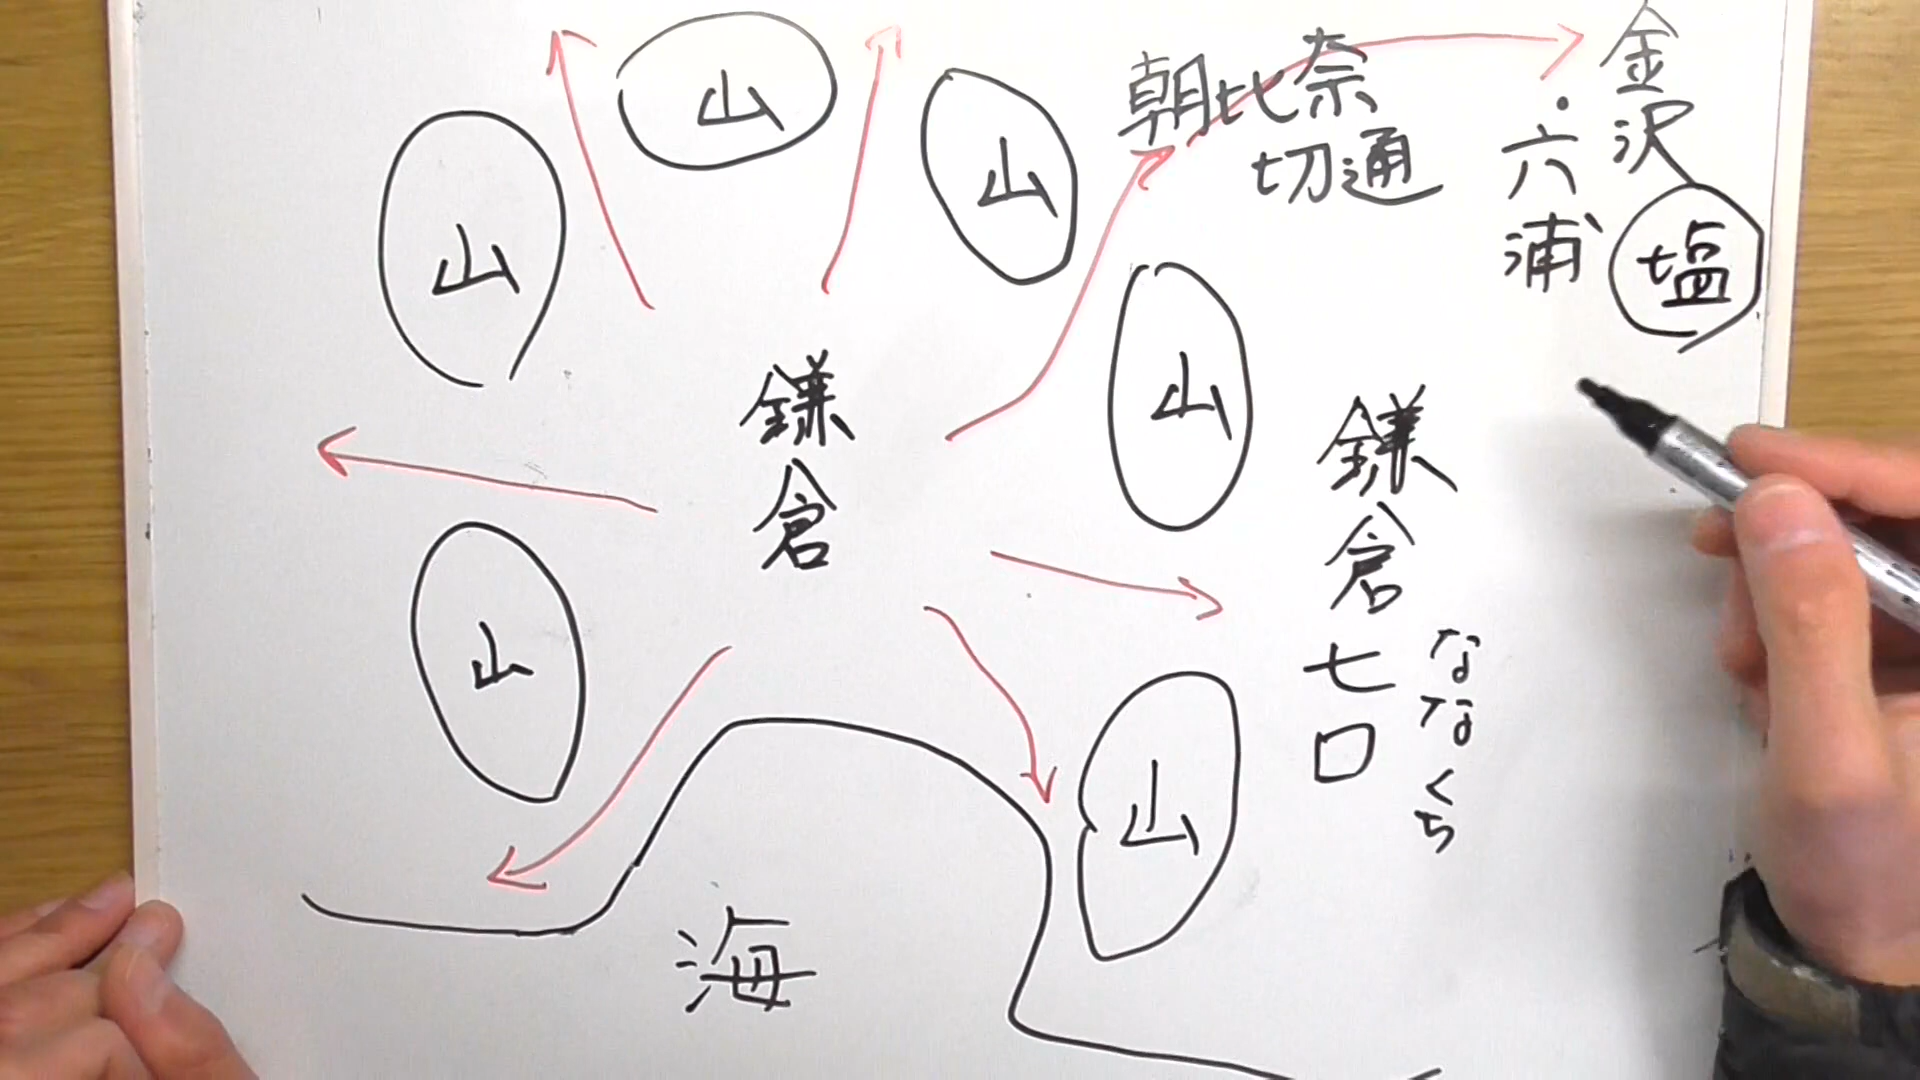 山
山
山
朝比奈
切通
金沢
・六浦
塩
山
鎌倉
山
鎌倉七口
ななくち
山
山
海